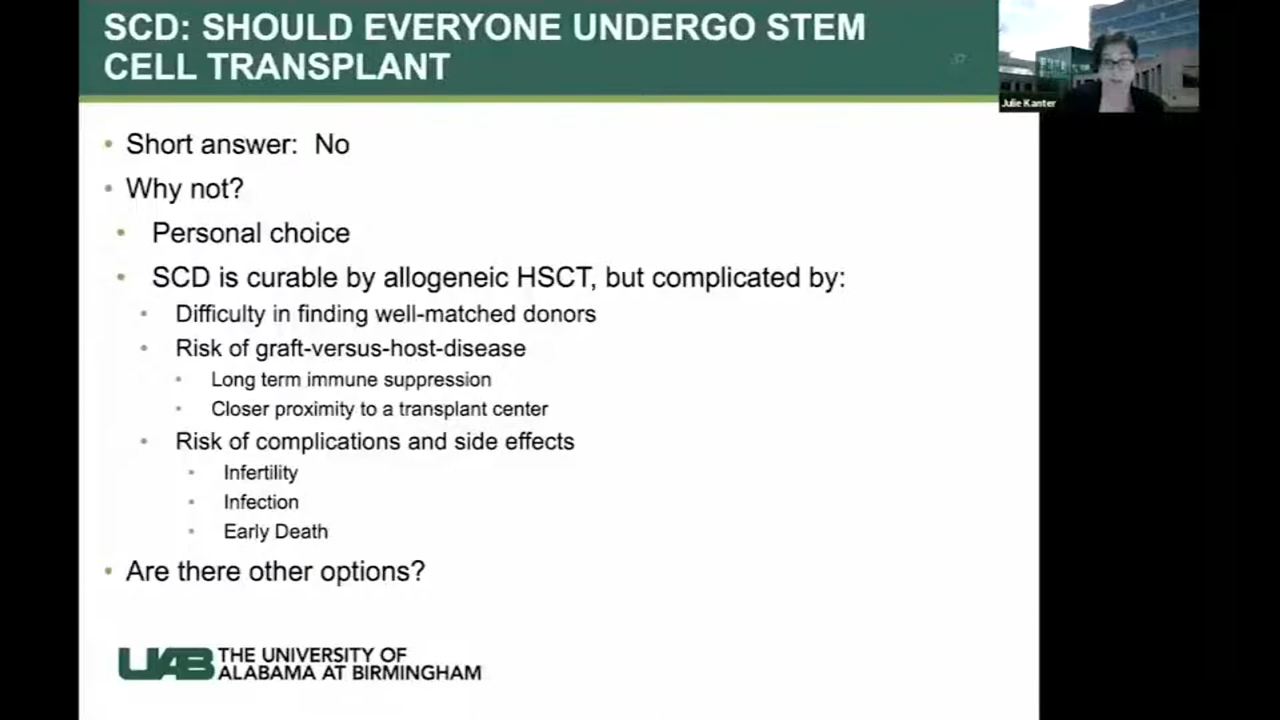 SCD: SHOULD EVERYONE UNDERGO STEM
CELL TRANSPLANT
37
Julie Kanter
• Short answer: No
• Why not?
• Personal choice
• SCD is curable by allogeneic HSCT, but complicated by:
• Difficulty in finding well-matched donors
• Risk of graft-versus-host-disease
• Long term immune suppression
• Closer proximity to a transplant center
• Risk of complications and side effects
• Infertility
• Infection
• Early Death
• Are there other options?
UAB THE UNIVERSITY OF
ALABAMA AT BIRMINGHAM